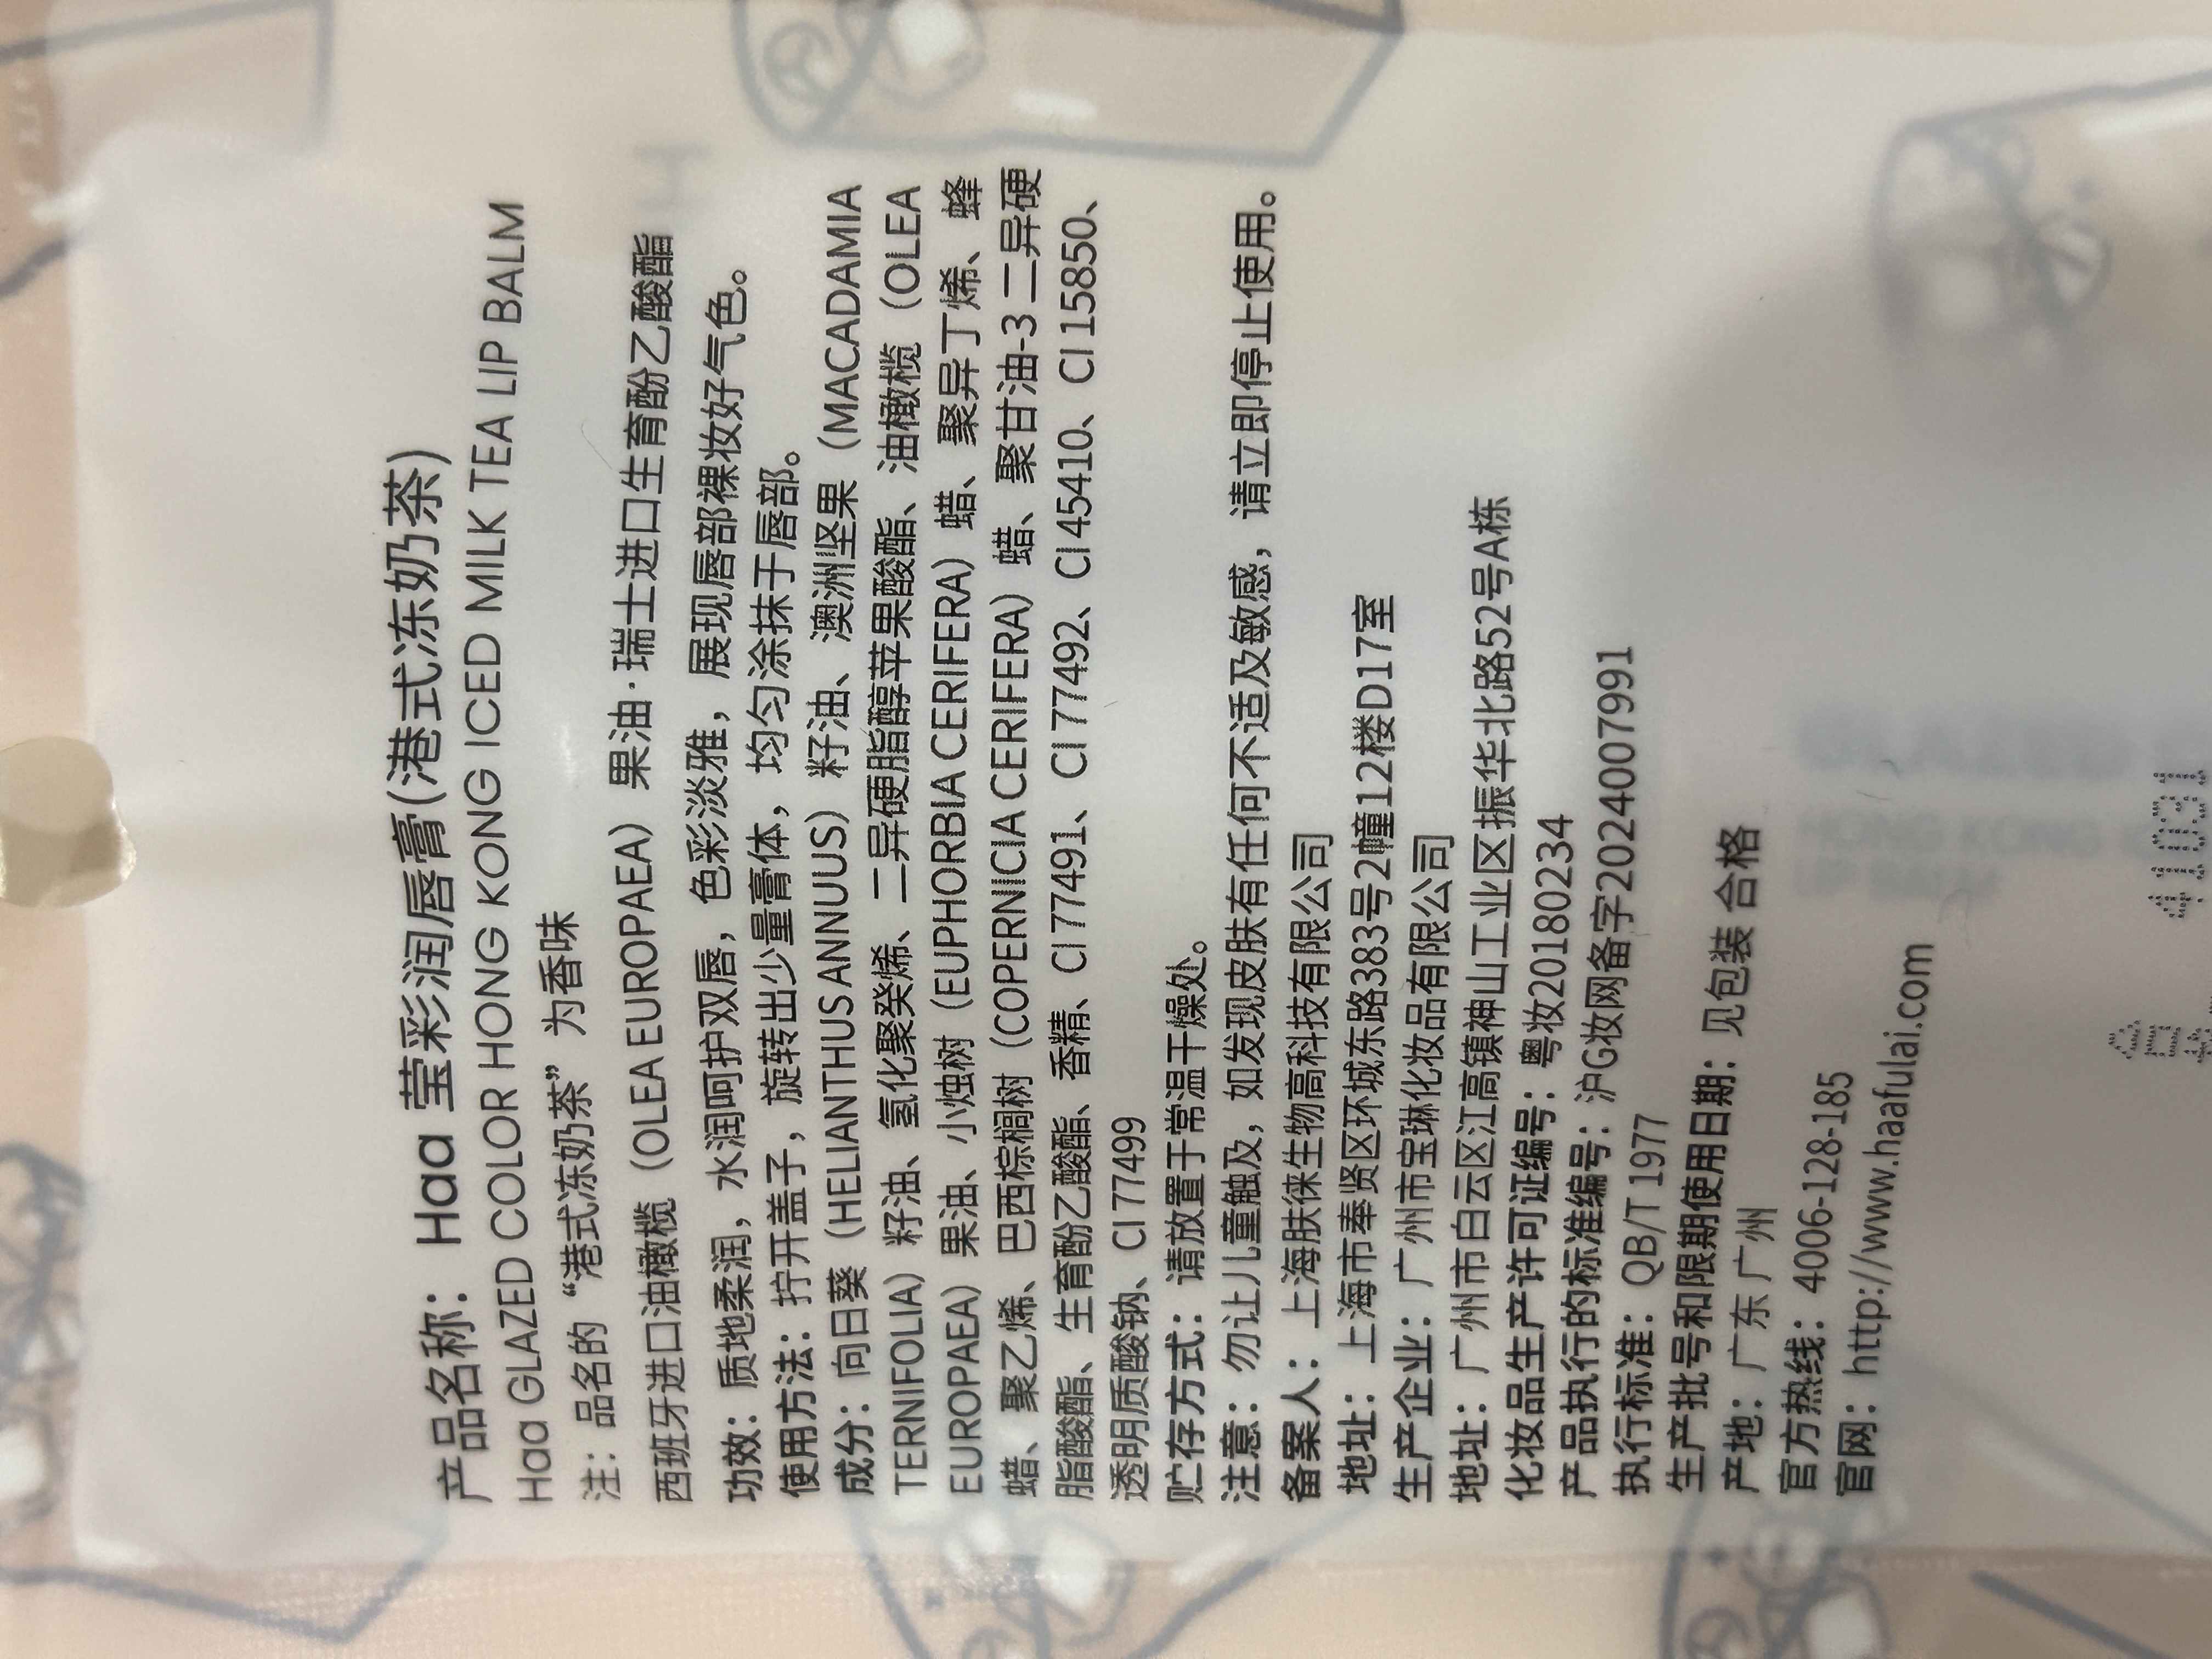 产品名称：Haa 莹彩润唇膏(港式冻奶茶)
Haa GLAZED COLOR HONG KONG ICED MILK TEA LIP BALM
注：品名的“港式冻奶茶”为香味
西班牙进口油橄榄（OLEA EUROPAEA）果油·瑞士进口生育酚乙酸酯
功效：质地柔润，水润呵护双唇，色彩淡雅，展现唇部裸妆好气色。
使用方法：拧开盖子，旋转出少量膏体，均匀涂抹于唇部。
成分：向日葵（HELIANTHUS ANNUUS）籽油、澳洲坚果（MACADAMIA
TERNIFOLIA）籽油、氢化聚癸烯、二异硬脂醇苹果酸酯、油橄榄（OLEA
EUROPAEA）果油、小烛树（EUPHORBIA CERIFERA）蜡、聚异丁烯、蜂
蜡、聚乙烯、巴西棕榈树（COPERNICIA CERIFERA）蜡、聚甘油-3 二异硬
脂酸酯、生育酚乙酸酯、香精、CI 77491、CI 77492、CI 45410、CI 15850、
透明质酸钠、CI 77499
贮存方式：请放置于常温干燥处。
注意：勿让儿童触及，如发现皮肤有任何不适及敏感，请立即停止使用。
备案人：上海肤徕生物高科技有限公司
地址：上海市奉贤区环城东路383号2幢12楼D17室
生产企业：广州市宝琳化妆品有限公司
地址：广州市白云区江高镇神山工业区振华北路52号A栋
化妆品生产许可证编号：粤妆20180234
产品执行的标准编号：沪G妆网备字2024007991
执行标准：QB/T 1977
生产批号和限期使用日期：见包装 合格
产地：广东 广州
官方热线：4006-128-185
官网：http://www.haafulai.com